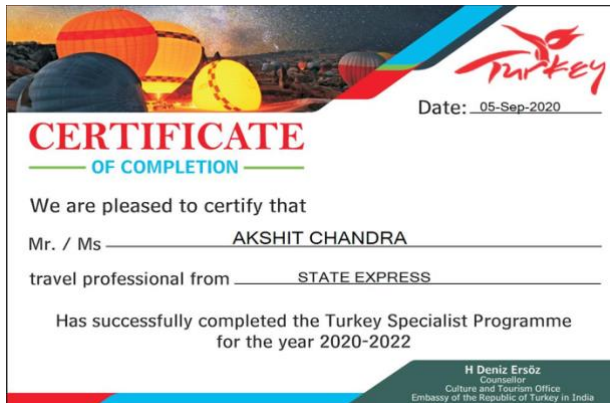 Turkey
Date: 05-Sep-2020
CERTIFICATE
OF COMPLETION
We are pleased to certify that
Mr. / Ms AKSHIT CHANDRA
travel professional from STATE EXPRESS
Has successfully completed the Turkey Specialist Programme
for the year 2020-2022
H Deniz Ersöz
Counsellor
Culture and Tourism Office
Embassy of the Republic of Turkey in India